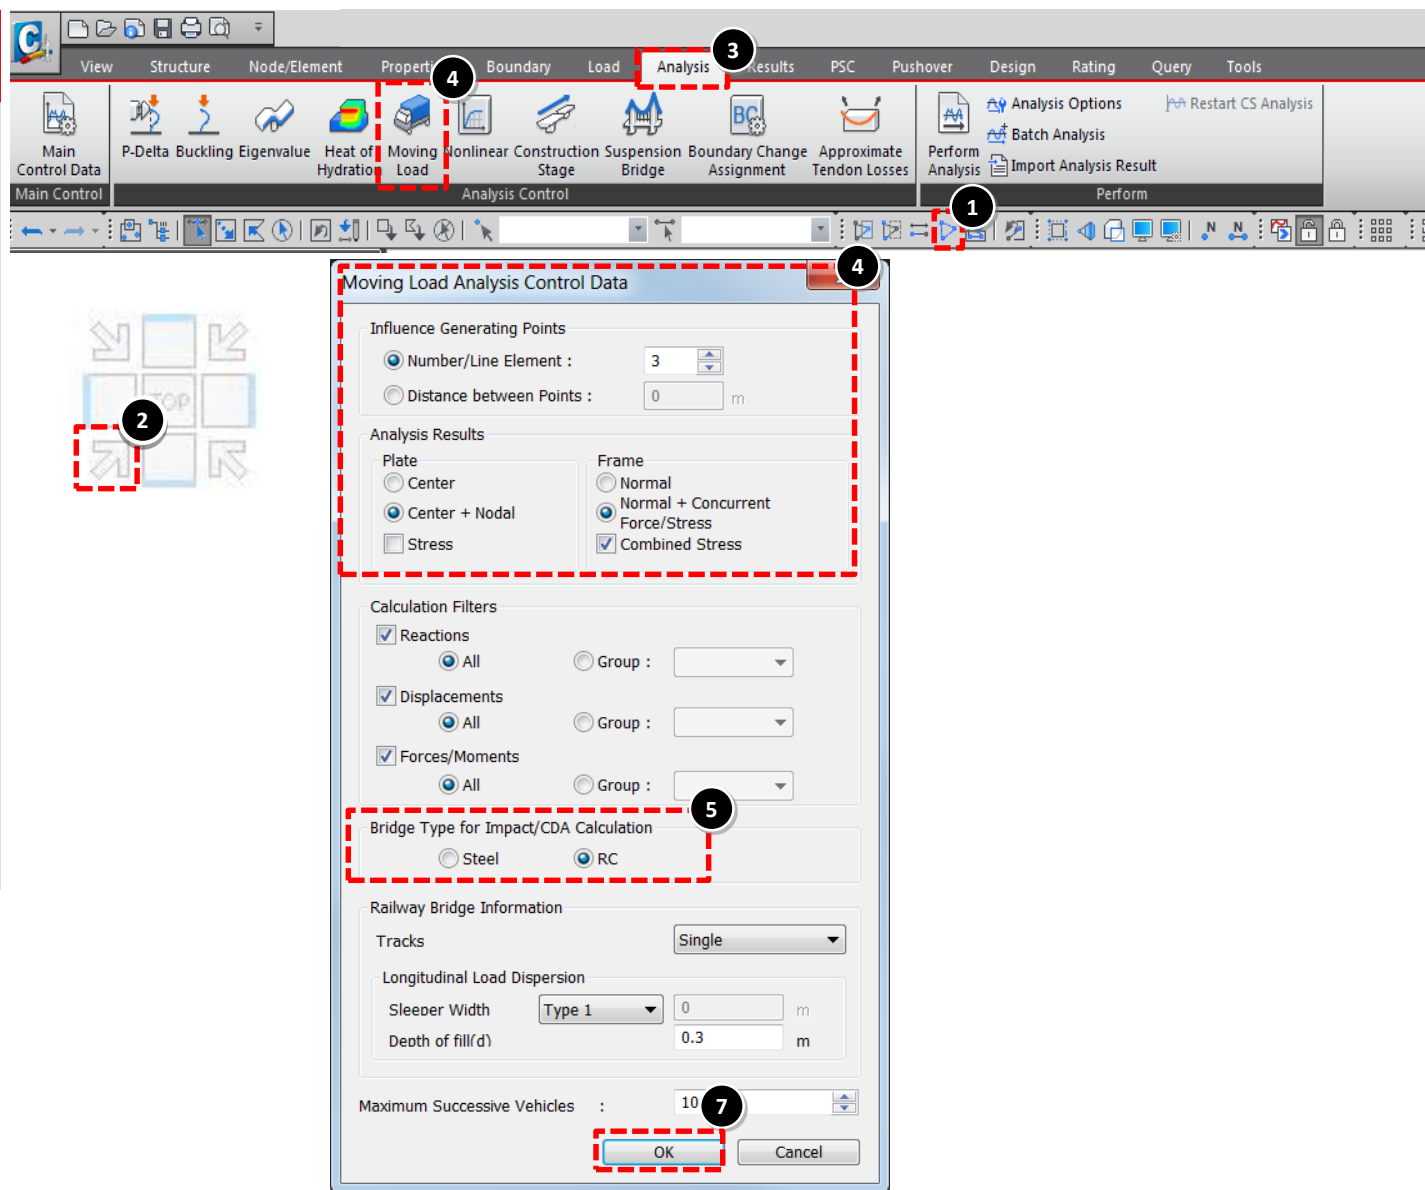 3
View Structure Node/Element Boundary Load Analysis Results PSC Pushover Design Rating Query Tools
4
Main Control Data
P-Delta Buckling Eigenvalue Heat of Hydration Moving Load Nonlinear Construction Stage Suspension Bridge Boundary Change Assignment Approximate Tendon Losses
Perform Analysis
Analysis Options
Batch Analysis
Import Analysis Result
Restart CS Analysis
Main Control
Analysis Control
Perform
1
4
Moving Load Analysis Control Data
Influence Generating Points
Number/Line Element : 3
Distance between Points : 0 m
TOP
2
Analysis Results
Plate
Center
Center + Nodal
Stress
Frame
Normal
Normal + Concurrent
Force/Stress
Combined Stress
Calculation Filters
Reactions
All Group :
Displacements
All Group :
Forces/Moments
All Group :
5
Bridge Type for Impact/CDA Calculation
Steel RC
Railway Bridge Information
Tracks Single
Longitudinal Load Dispersion
Sleeper Width Type 1 0 m
Depth of fill(d) 0.3 m
Maximum Successive Vehicles : 10
7
OK Cancel